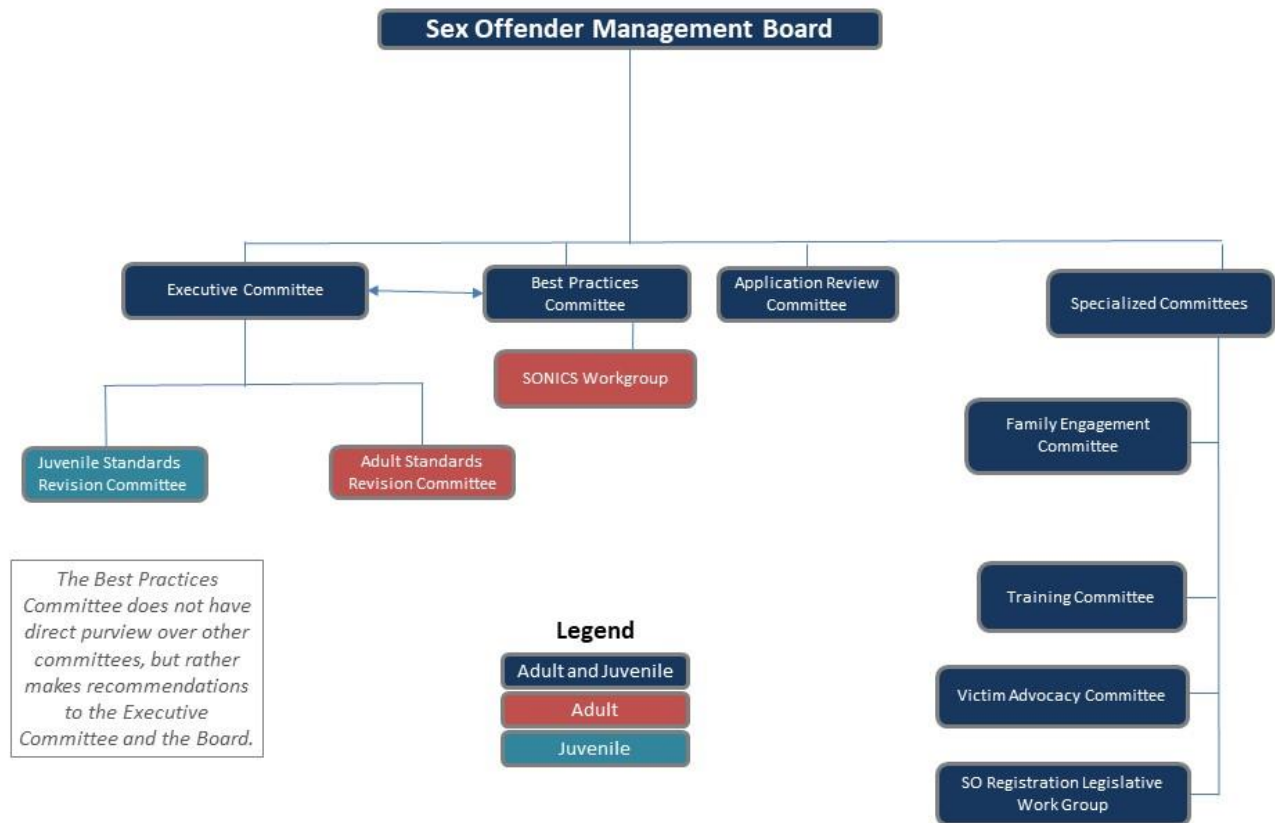 Sex Offender Management Board
Executive Committee
Best Practices
Committee
Application Review
Committee
Specialized Committees
SONICS Workgroup
Juvenile Standards
Revision Committee
Adult Standards
Revision Committee
Family Engagement
Committee
Training Committee
Victim Advocacy Committee
SO Registration Legislative
Work Group
The Best Practices
Committee does not have
direct purview over other
committees, but rather
makes recommendations
to the Executive
Committee and the Board.
Legend
Adult and Juvenile
Adult
Juvenile